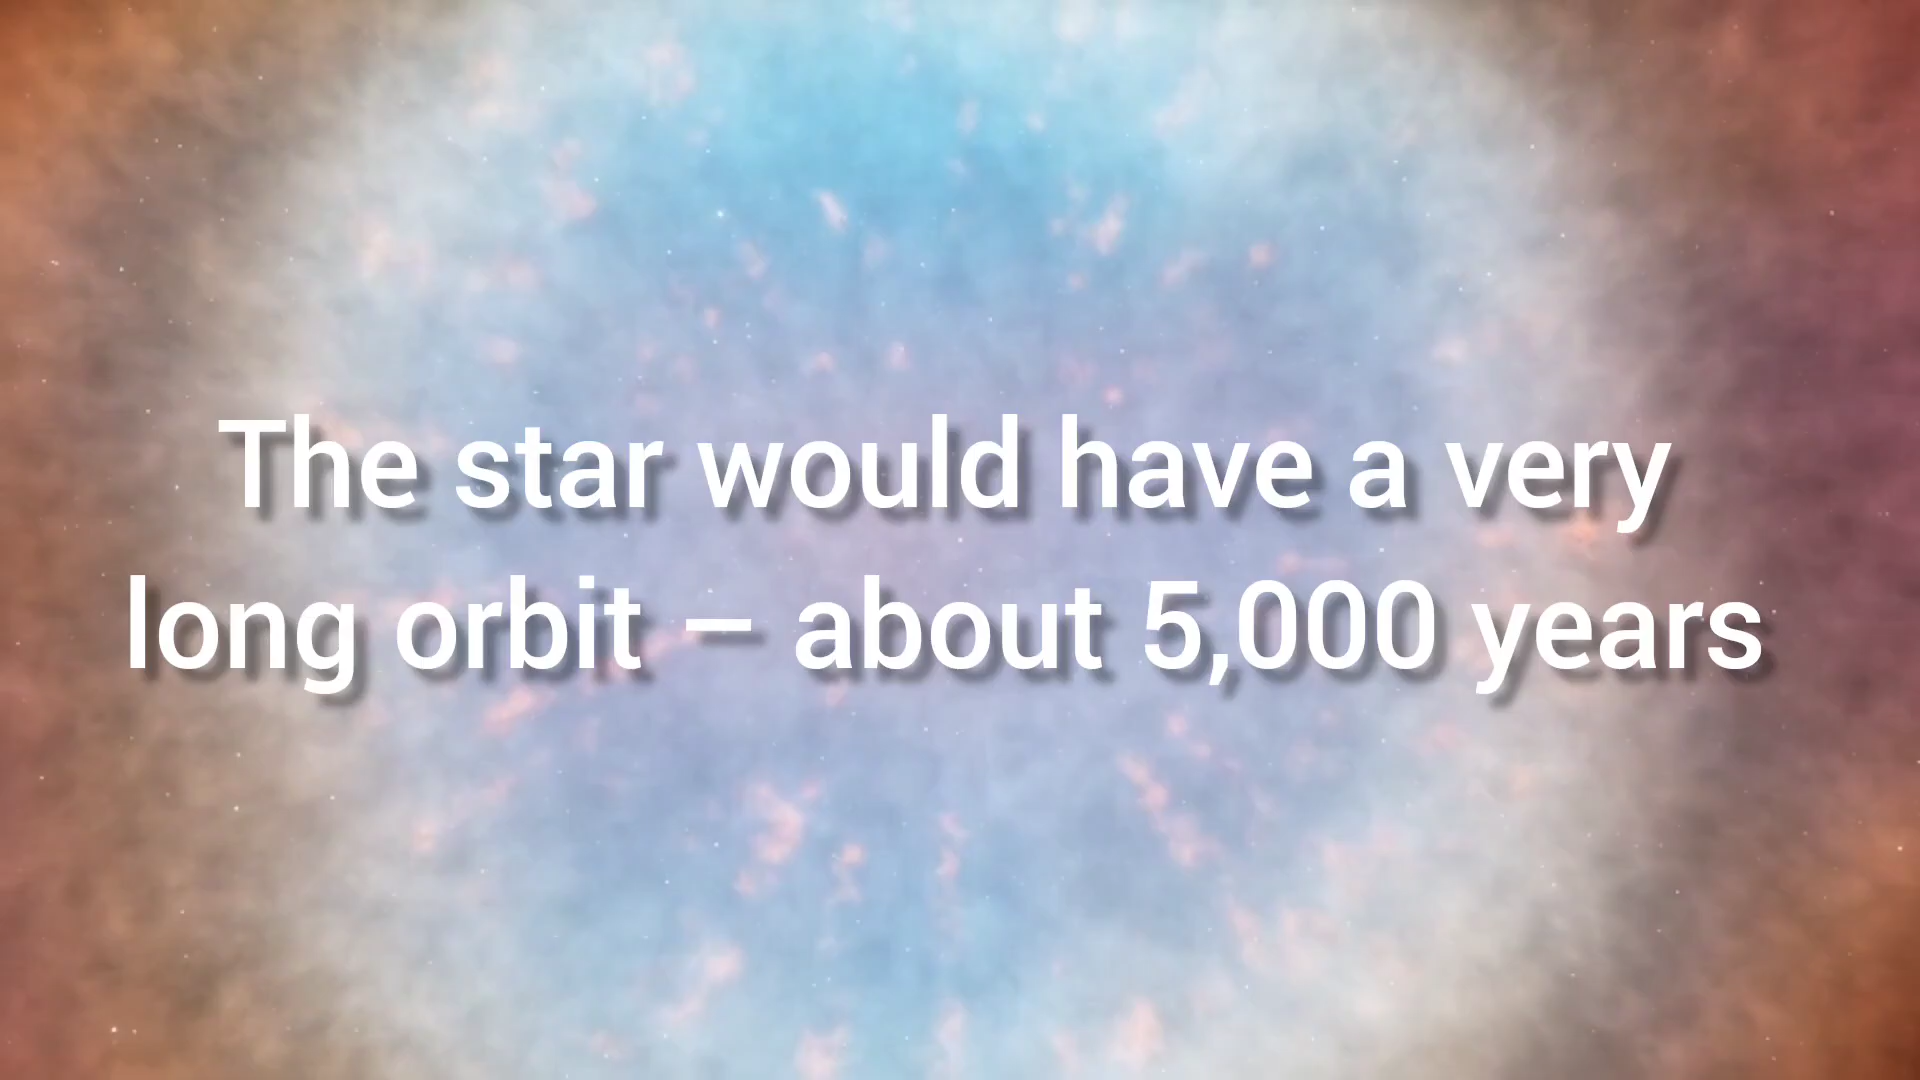 The star would have a very
long orbit – about 5,000 years